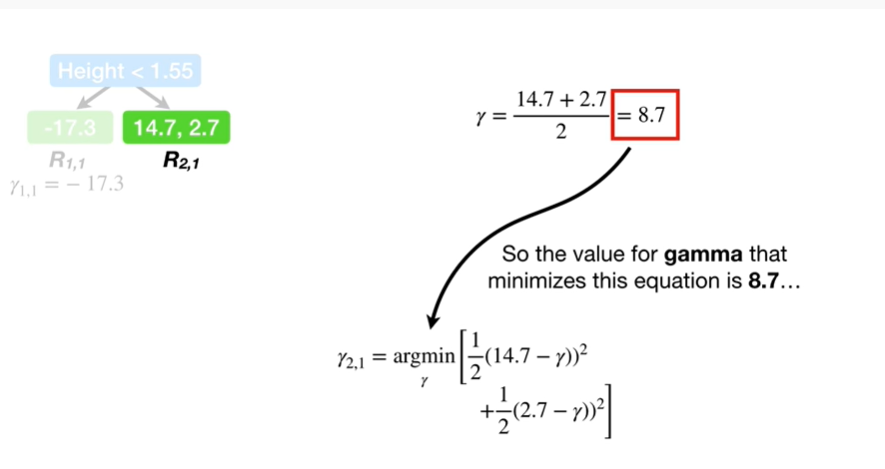 Height < 1.55
-17.3
14.7, 2.7
R1,1
R2,1
γ1,1 = − 17.3
γ = (14.7 + 2.7) / 2 = 8.7
So the value for gamma that
minimizes this equation is 8.7…
γ2,1 = argmin γ [ 1/2 (14.7 − γ))²
+ 1/2 (2.7 − γ))² ]